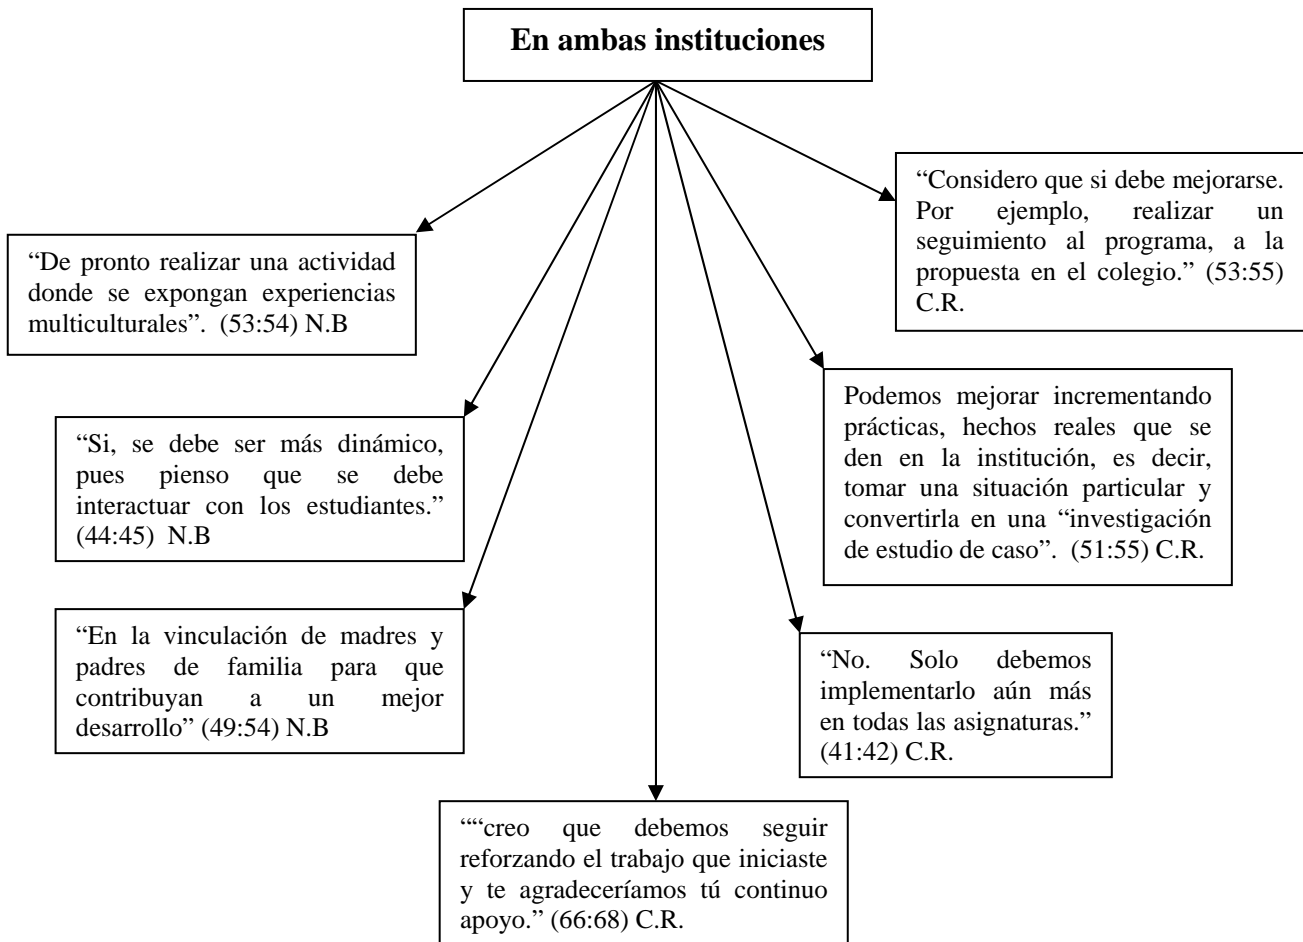 En ambas instituciones
“Considero que si debe mejorarse.
Por ejemplo, realizar un
seguimiento al programa, a la
propuesta en el colegio.” (53:55)
C.R.
“De pronto realizar una actividad
donde se expongan experiencias
multiculturales”. (53:54) N.B
Podemos mejorar incrementando
prácticas, hechos reales que se
den en la institución, es decir,
tomar una situación particular y
convertirla en una “investigación
de estudio de caso”. (51:55) C.R.
“Si, se debe ser más dinámico,
pues pienso que se debe
interactuar con los estudiantes.”
(44:45) N.B
“En la vinculación de madres y
padres de familia para que
contribuyan a un mejor
desarrollo” (49:54) N.B
“No. Solo debemos
implementarlo aún más
en todas las asignaturas.”
(41:42) C.R.
““creo que debemos seguir
reforzando el trabajo que iniciaste
y te agradeceríamos tú continuo
apoyo.” (66:68) C.R.